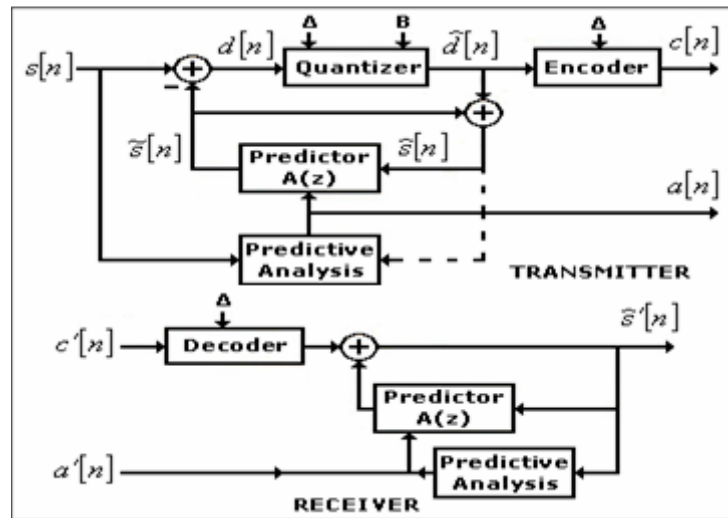 Δ B Δ
s[n] + d[n] Quantizer d̂[n] Encoder c[n]
− +
s̃[n] Predictor A(z) ŝ[n]
a[n]
Predictive Analysis
TRANSMITTER
Δ
c'[n] Decoder + ŝ'[n]
Predictor A(z)
a'[n] Predictive Analysis
RECEIVER